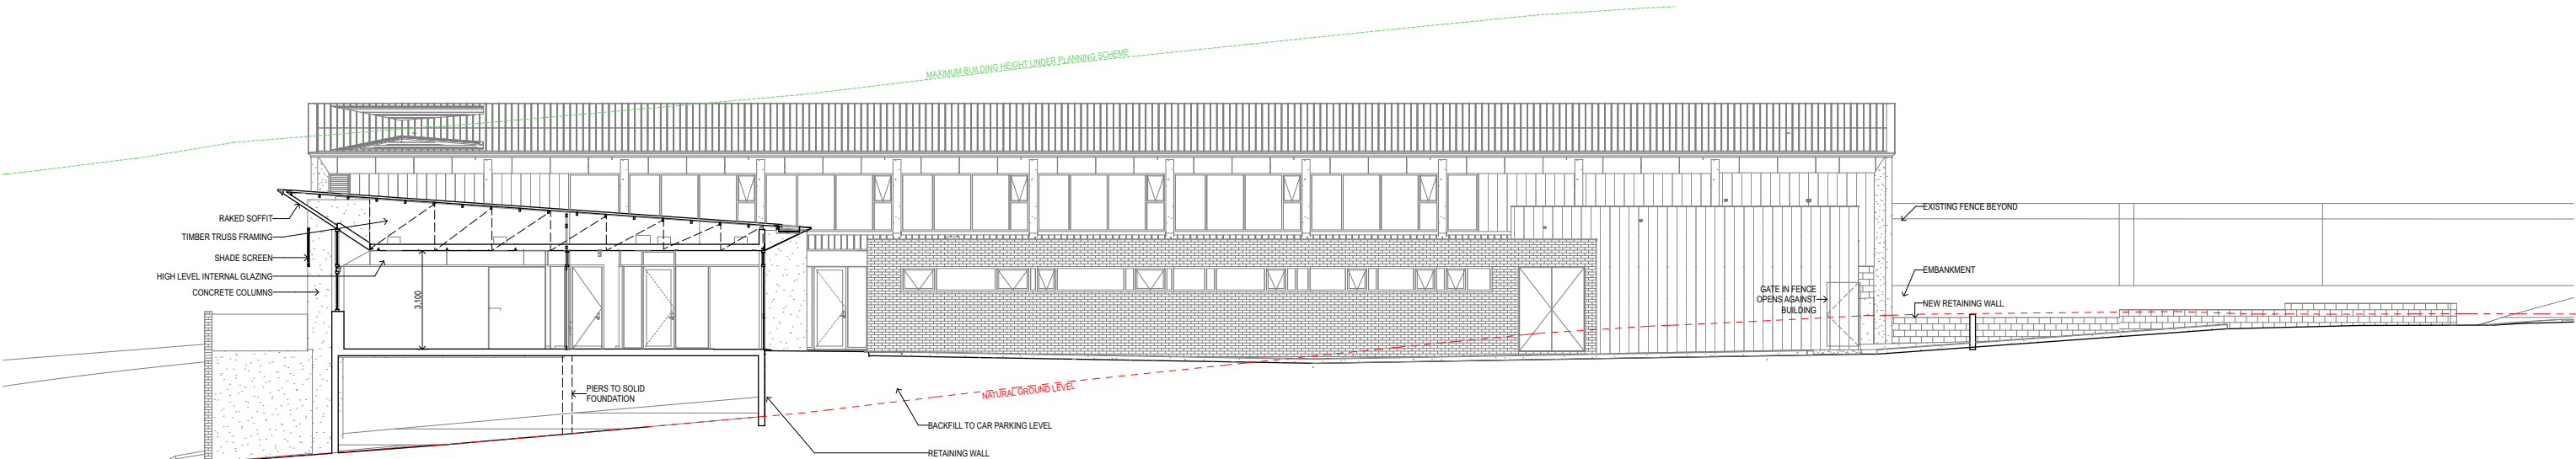 MAXIMUM BUILDING HEIGHT UNDER PLANNING SCHEME
RAKED SOFFIT
TIMBER TRUSS FRAMING
SHADE SCREEN
HIGH LEVEL INTERNAL GLAZING
CONCRETE COLUMNS
3,100
EXISTING FENCE BEYOND
EMBANKMENT
NEW RETAINING WALL
GATE IN FENCE
OPENS AGAINST
BUILDING
PIERS TO SOLID
FOUNDATION
NATURAL GROUND LEVEL
BACKFILL TO CAR PARKING LEVEL
RETAINING WALL